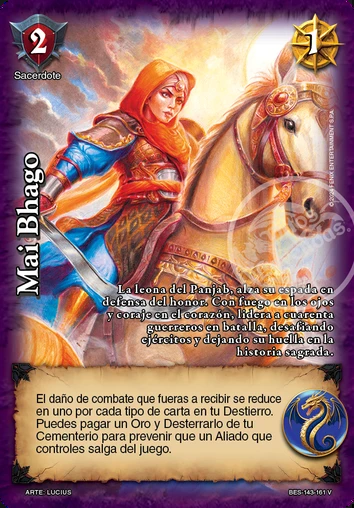 2
1
Sacerdote
Mai Bhago
La leona del Panjab, alza su espada en
defensa del honor. Con fuego en los ojos
y coraje en el corazón, lidera a cuarenta
guerreros en batalla, desafiando
ejércitos y dejando su huella en la
historia sagrada.
El daño de combate que fueras a recibir se reduce
en uno por cada tipo de carta en tu Destierro.
Puedes pagar un Oro y Desterrarlo de tu
Cementerio para prevenir que un Aliado que
controles salga del juego.
ARTE: LUCIUS
BES-143-161 V